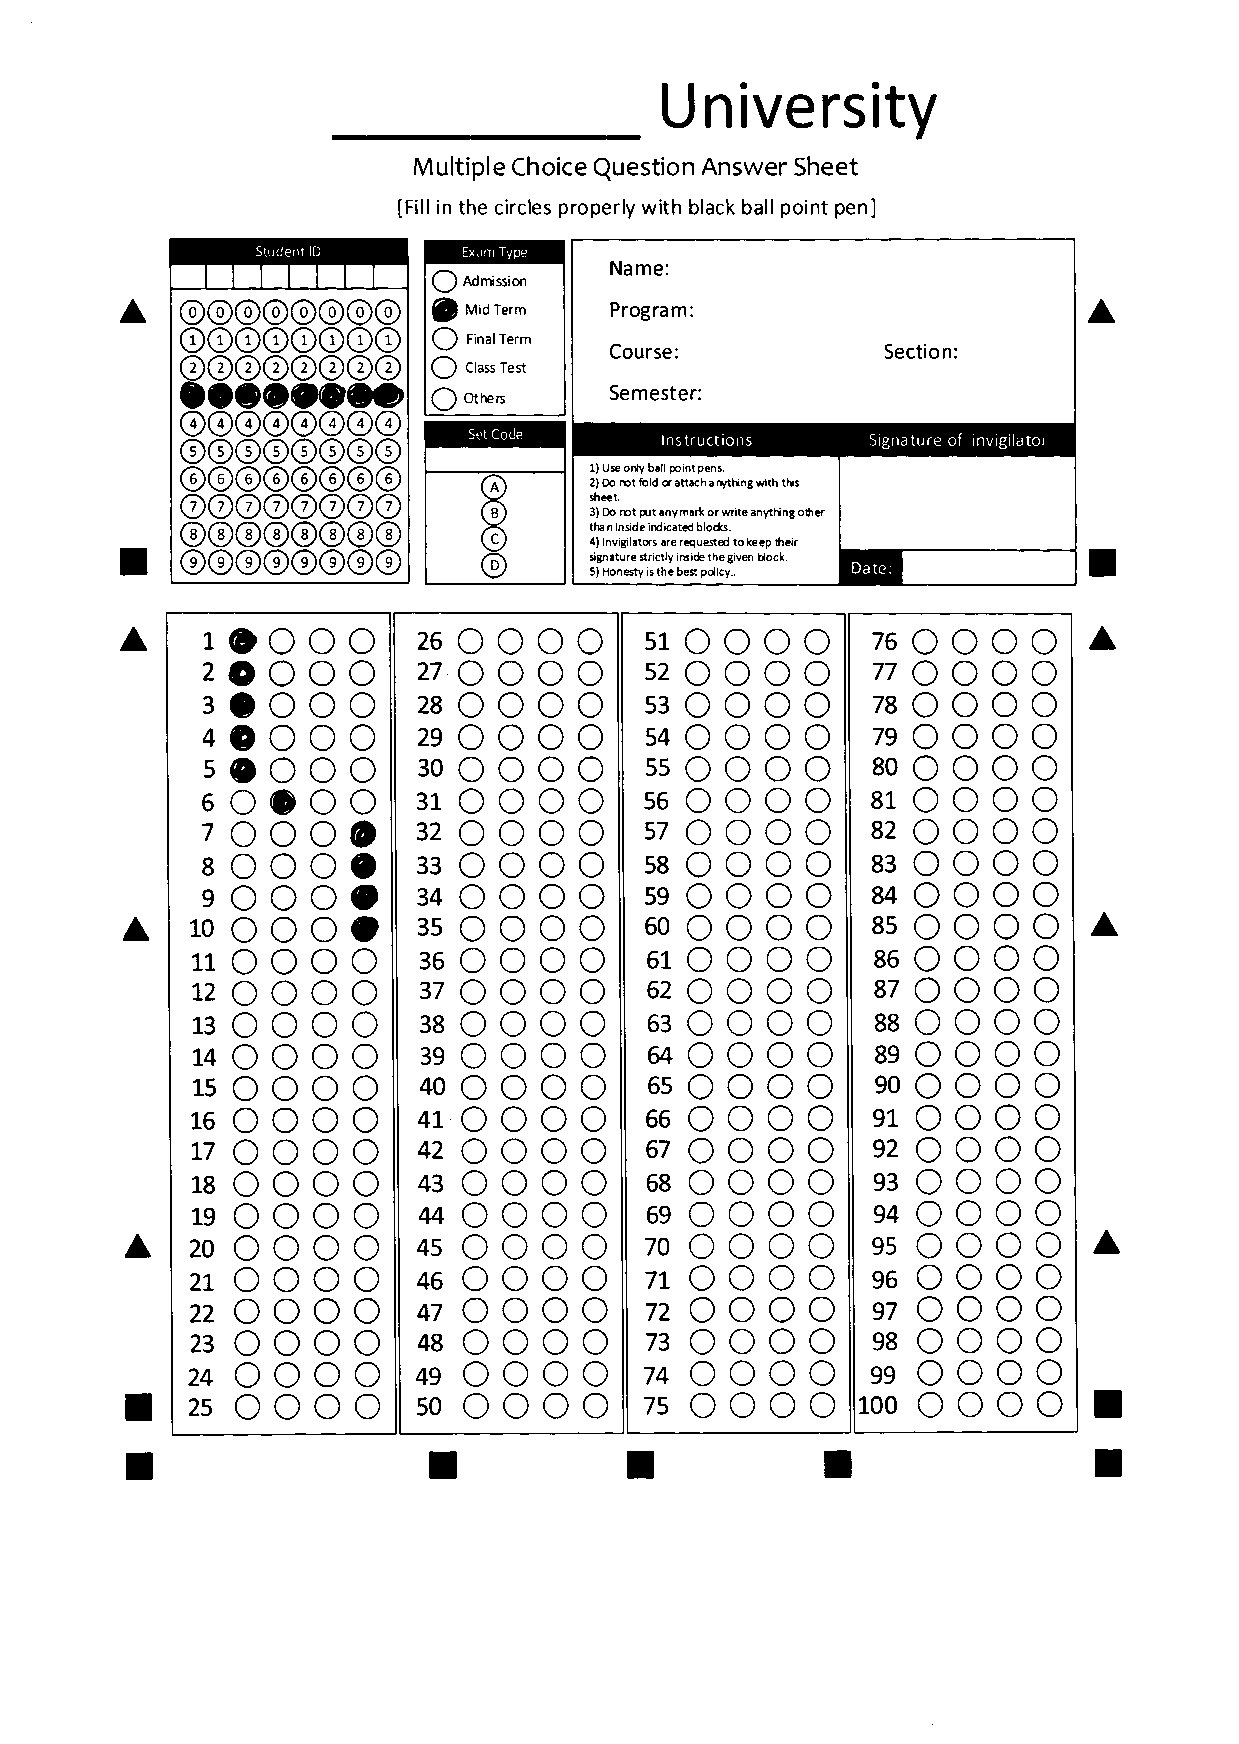 University
Multiple Choice Question Answer Sheet
[Fill in the circles properly with black ball point pen]
Student ID
0 0 0 0 0 0 0 0
1 1 1 1 1 1 1 1
2 2 2 2 2 2 2 2
4 4 4 4 4 4 4 4
5 5 5 5 5 5 5 5
6 6 6 6 6 6 6 6
7 7 7 7 7 7 7 7
8 8 8 8 8 8 8 8
9 9 9 9 9 9 9 9
Exam Type
Admission
Mid Term
Final Term
Class Test
Others
Set Code
A
B
C
D
Name:
Program:
Course: Section:
Semester:
Instructions Signature of invigilator
1) Use only ball point pens.
2) Do not fold or attach anything with this
sheet.
3) Do not put any mark or write anything other
than inside indicated blocks.
4) Invigilators are requested to keep their
signature strictly inside the given block.
5) Honesty is the best policy..
Date:
1 26 51 76
2 27 52 77
3 28 53 78
4 29 54 79
5 30 55 80
6 31 56 81
7 32 57 82
8 33 58 83
9 34 59 84
10 35 60 85
11 36 61 86
12 37 62 87
13 38 63 88
14 39 64 89
15 40 65 90
16 41 66 91
17 42 67 92
18 43 68 93
19 44 69 94
20 45 70 95
21 46 71 96
22 47 72 97
23 48 73 98
24 49 74 99
25 50 75 100